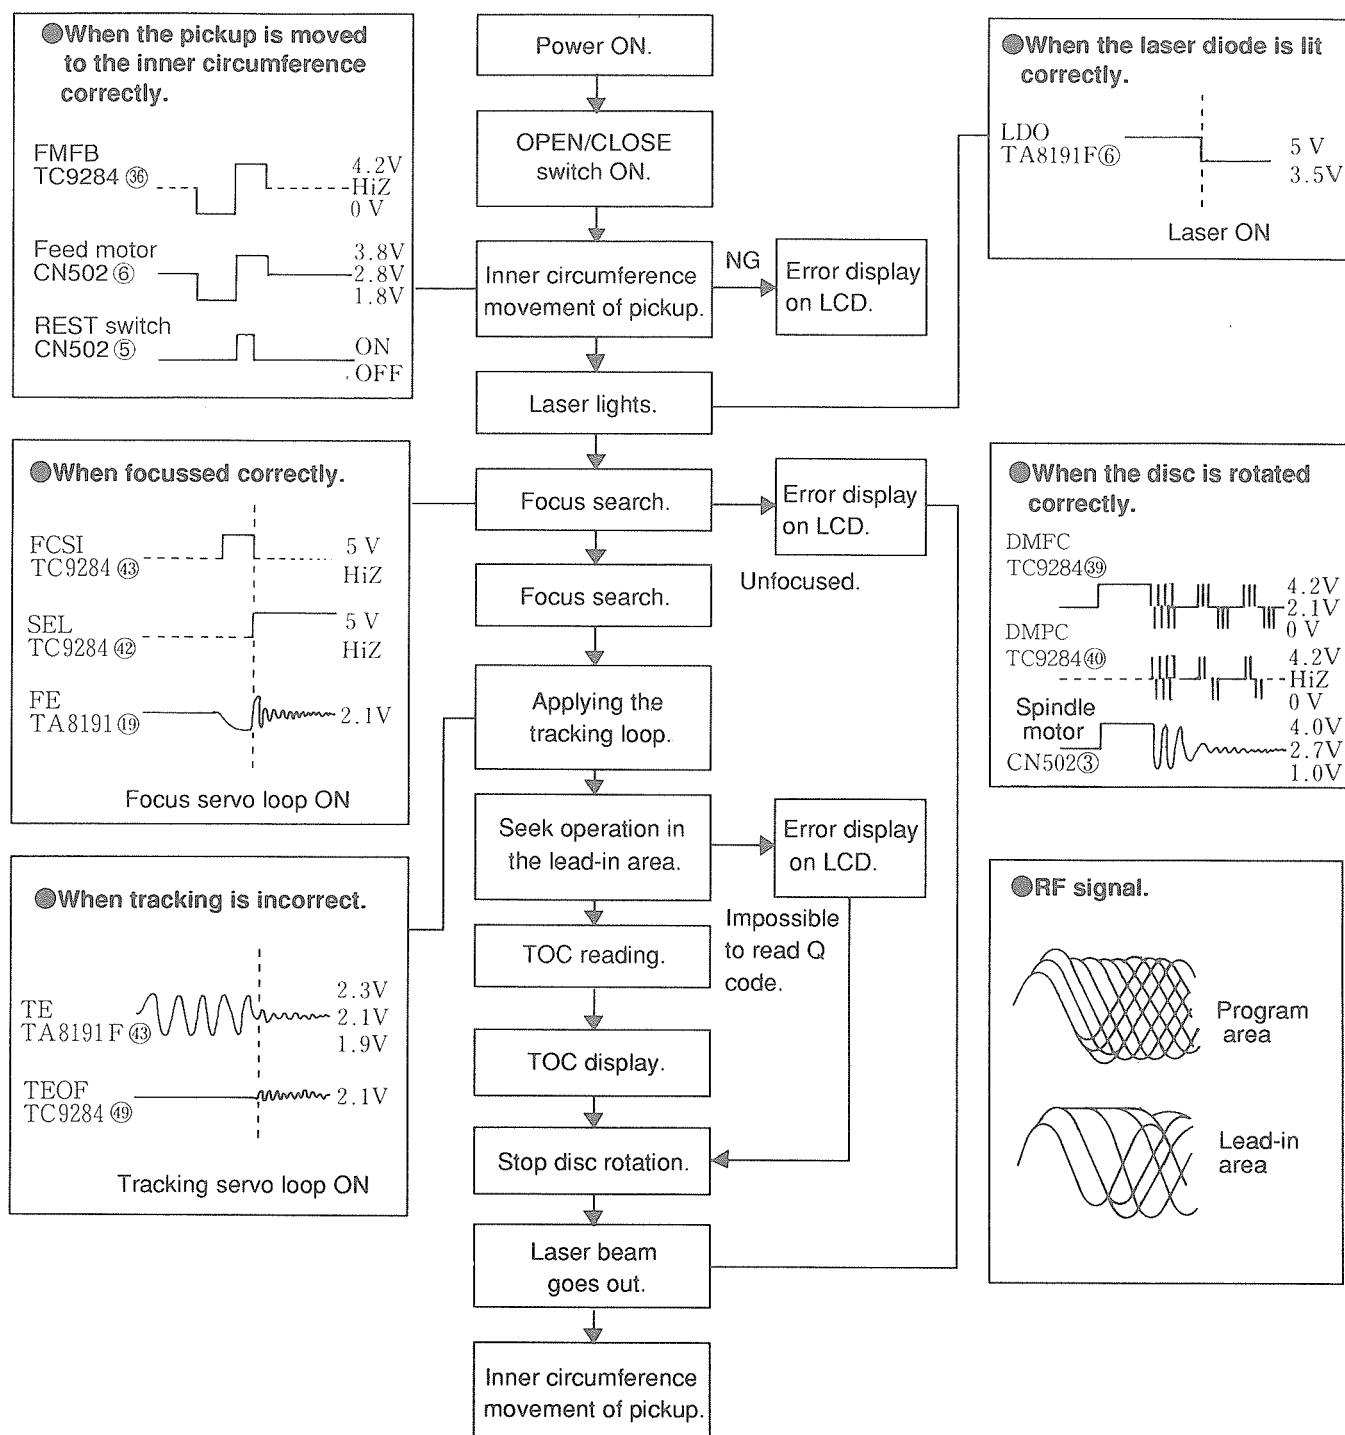 ●When the pickup is moved
to the inner circumference
correctly.
FMFB
TC9284 ㊱
4.2V
HiZ
0 V
Feed motor
CN502 ⑥
3.8V
2.8V
1.8V
REST switch
CN502 ⑤
ON
OFF
●When focussed correctly.
FCSI
TC9284 ㊸
5 V
HiZ
SEL
TC9284 ㊷
5 V
HiZ
FE
TA8191 ⑲
2.1V
Focus servo loop ON
●When tracking is incorrect.
TE
TA8191F ㊸
2.3V
2.1V
1.9V
TEOF
TC9284 ㊾
2.1V
Tracking servo loop ON
Power ON.
OPEN/CLOSE
switch ON.
Inner circumference
movement of pickup.
NG
Error display
on LCD.
Laser lights.
Focus search.
Error display
on LCD.
Unfocused.
Focus search.
Applying the
tracking loop.
Seek operation in
the lead-in area.
Error display
on LCD.
Impossible
to read Q
code.
TOC reading.
TOC display.
Stop disc rotation.
Laser beam
goes out.
Inner circumference
movement of pickup.
●When the laser diode is lit
correctly.
LDO
TA8191F⑥
5 V
3.5V
Laser ON
●When the disc is rotated
correctly.
DMFC
TC9284㊴
4.2V
2.1V
0 V
DMPC
TC9284㊵
4.2V
HiZ
0 V
Spindle
motor
CN502③
4.0V
2.7V
1.0V
●RF signal.
Program
area
Lead-in
area